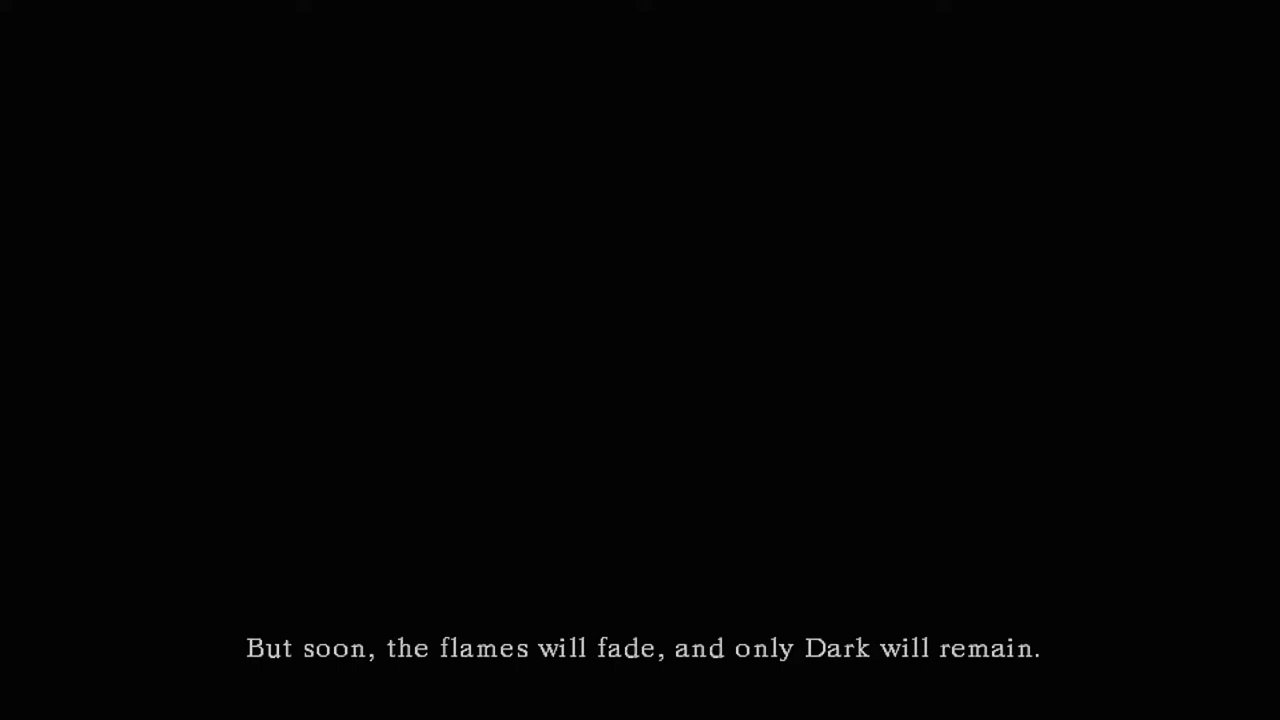 But soon, the flames will fade, and only Dark will remain.